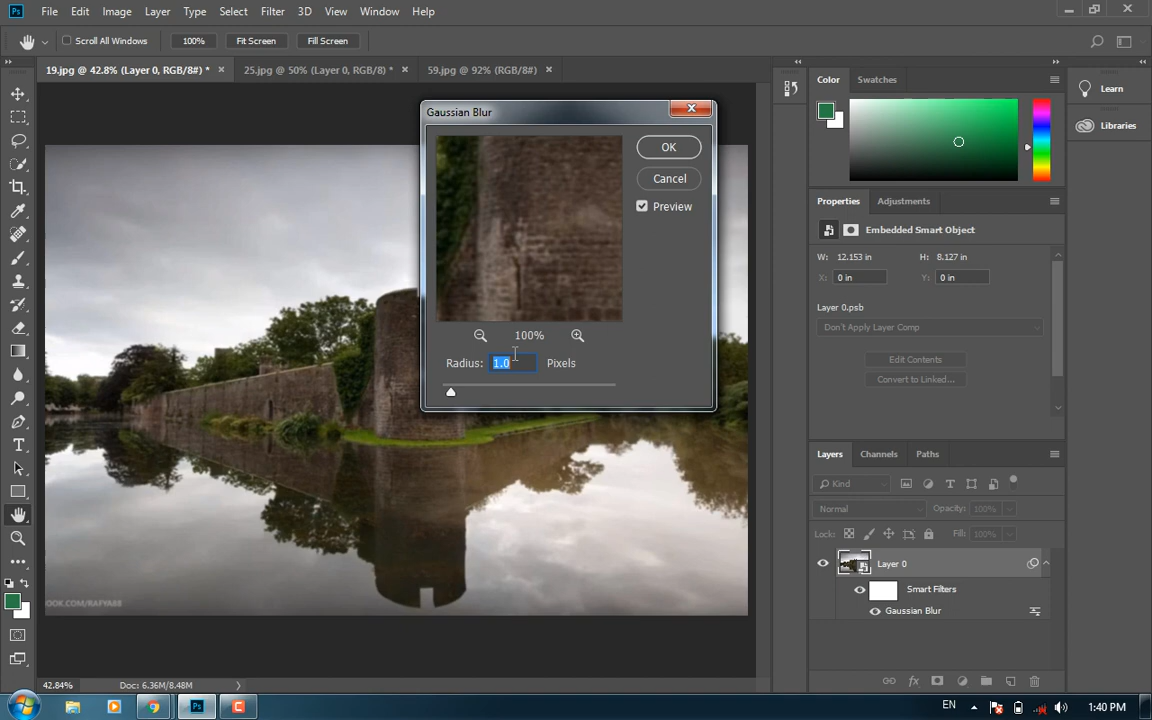 Ps File Edit Image Layer Type Select Filter 3D View Window Help
Scroll All Windows 100% Fit Screen Fill Screen
19.jpg @ 42.8% (Layer 0, RGB/8#) * × 25.jpg @ 50% (Layer 0, RGB/8) * × 59.jpg @ 92% (RGB/8#) ×
Gaussian Blur
OK
Cancel
Preview
100%
Radius: 1.0 Pixels
Color Swatches
Learn
Libraries
Properties Adjustments
Embedded Smart Object
W: 12.153 in H: 8.127 in
X: 0 in Y: 0 in
Layer 0.psb
Don't Apply Layer Comp
Edit Contents
Convert to Linked...
Layers Channels Paths
Kind
Normal Opacity: 100%
Lock: Fill: 100%
Layer 0
Smart Filters
Gaussian Blur
OOK.COM/RAFYA88
42.84% Doc: 6.36M/8.48M
Ps EN 1:40 PM